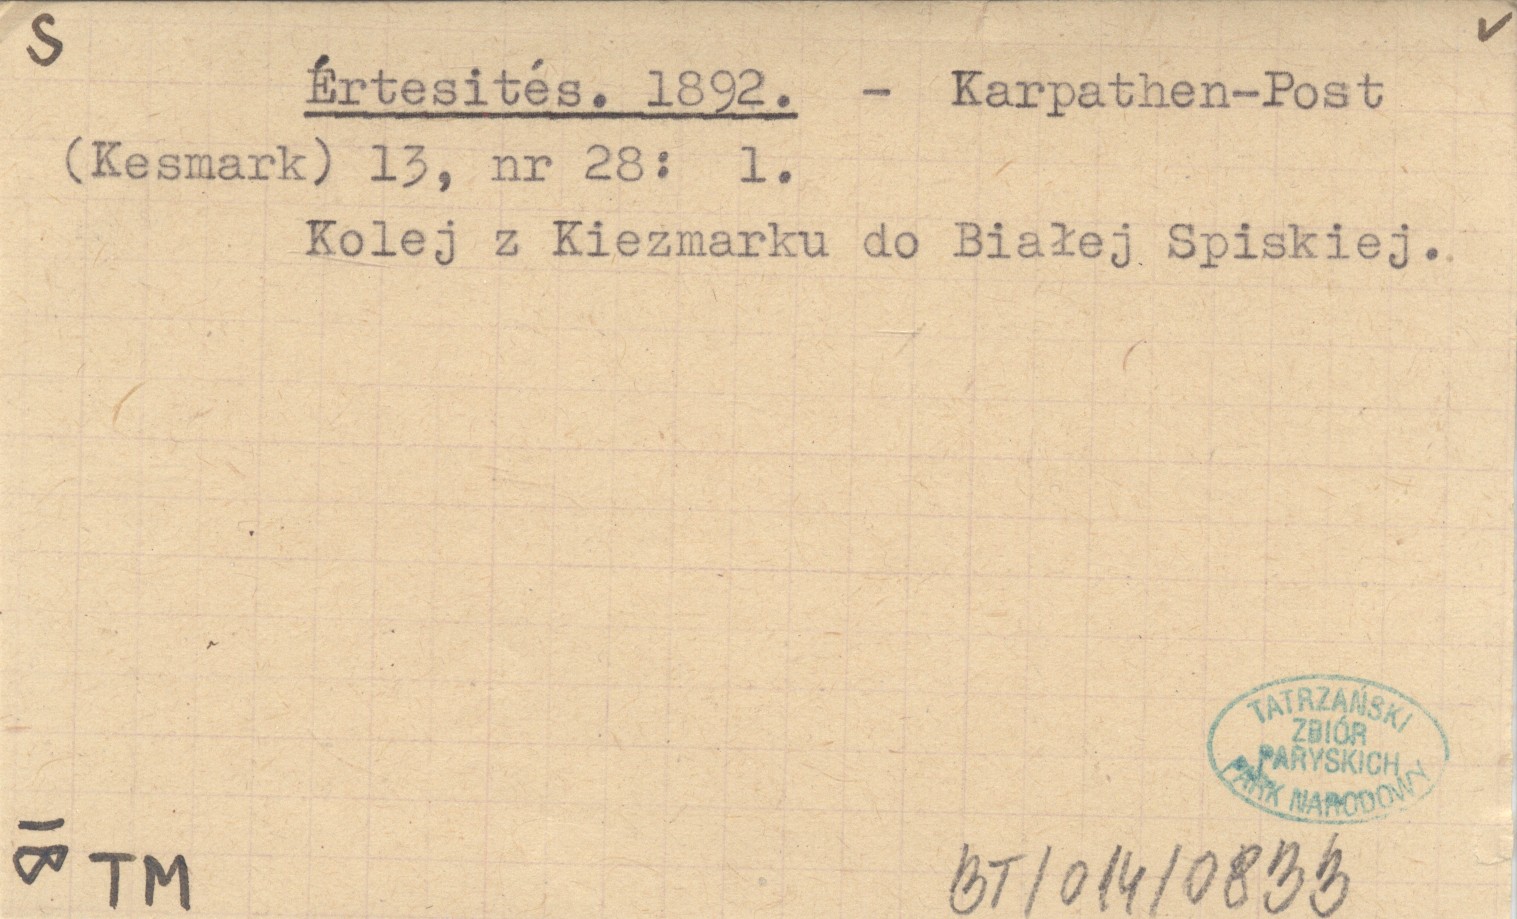 S
Értesités. 1892. - Karpathen-Post
(Kesmark) 13, nr 28: 1.
Kolej z Kiezmarku do Białej Spiskiej.
TATRZAŃSKI
ZBIÓR
PARYSKICH
PARK NARODOWY
TM
BT/014/0833